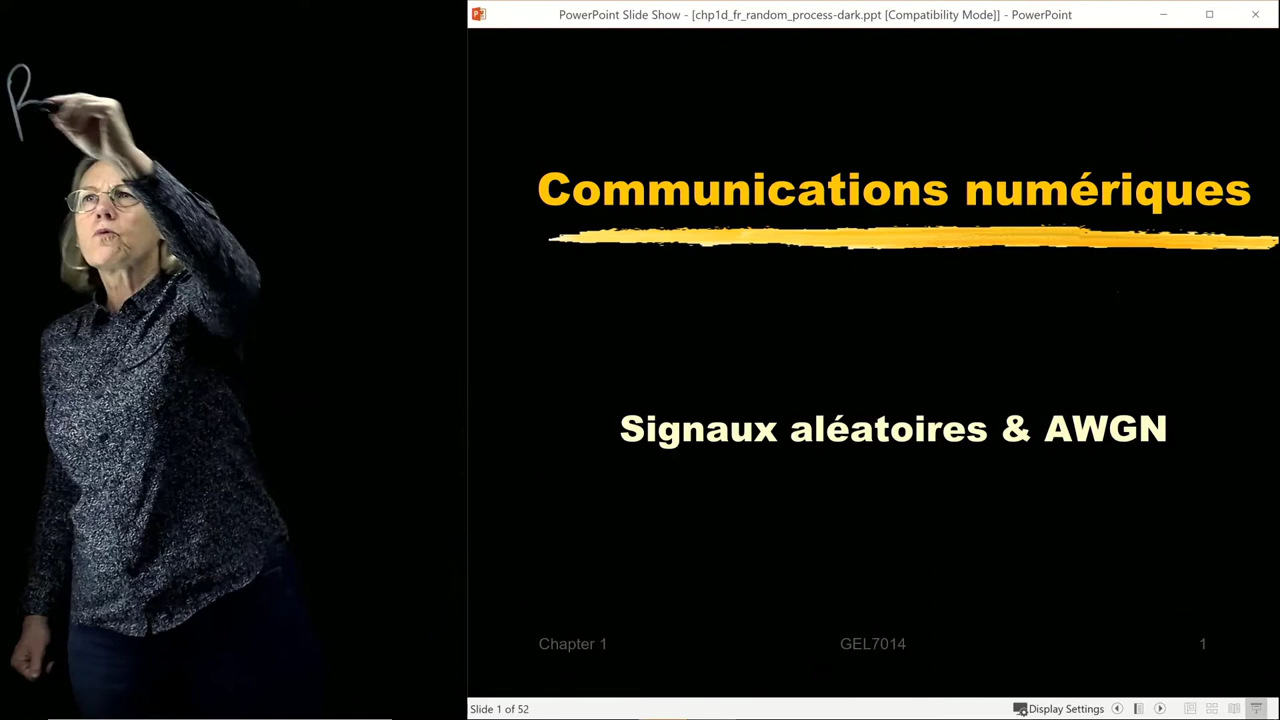 PowerPoint Slide Show - [chp1d_fr_random_process-dark.ppt [Compatibility Mode]] - PowerPoint
R
Communications numériques
Signaux aléatoires & AWGN
Chapter 1 GEL7014 1
Slide 1 of 52 Display Settings